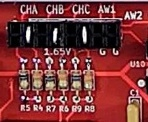 CHA CHB CHC AW1
AW2
1.65V G G
U10
R5 R4 R7 R6 R9 R8
C1